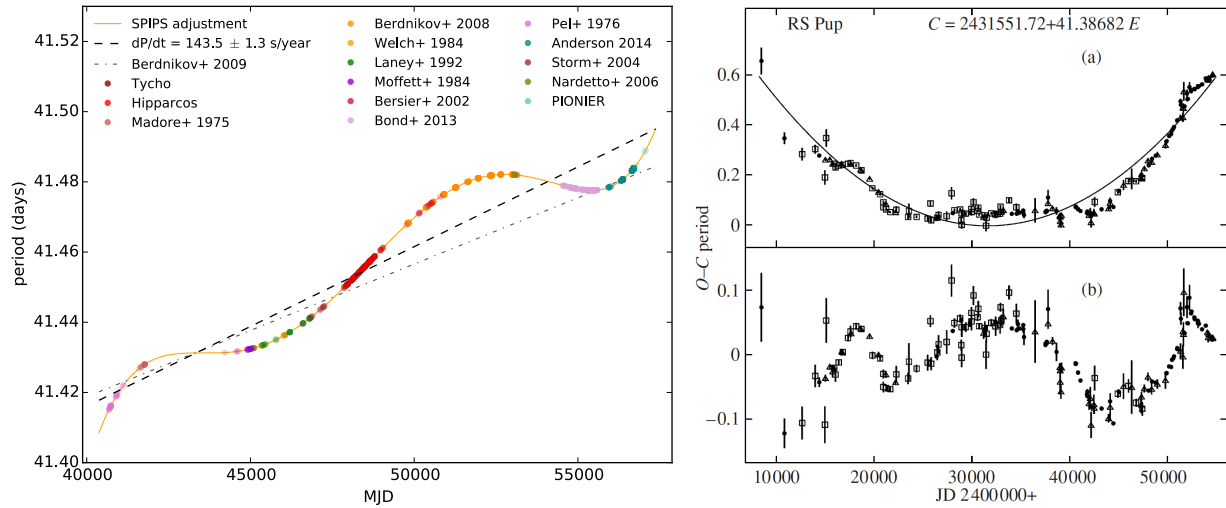 41.52
41.50
41.48
41.46
41.44
41.42
41.40
period (days)
SPIPS adjustment
dP/dt = 143.5 ± 1.3 s/year
Berdnikov+ 2009
Tycho
Hipparcos
Madore+ 1975
Berdnikov+ 2008
Welch+ 1984
Laney+ 1992
Moffett+ 1984
Bersier+ 2002
Bond+ 2013
Pel+ 1976
Anderson 2014
Storm+ 2004
Nardetto+ 2006
PIONIER
40000 45000 50000 55000
MJD
RS Pup C = 2431551.72+41.38682 E
(a)
0.6
0.4
0.2
0
O–C period
(b)
0.1
0
−0.1
10000 20000 30000 40000 50000
JD 2400000+